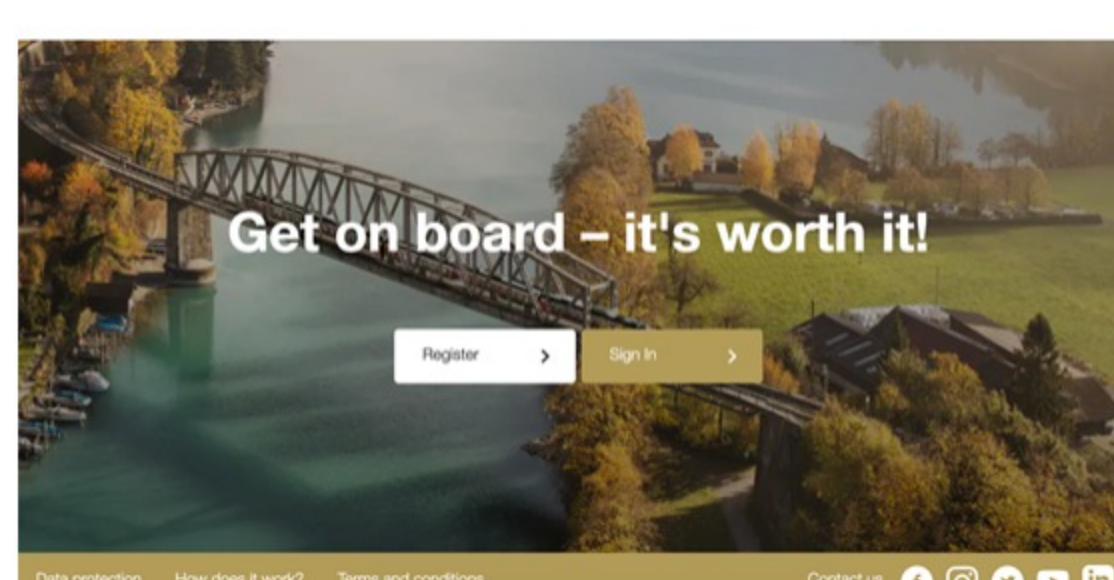 Get on board – it's worth it!
Register
Sign In
Data protection How does it work? Terms and conditions Contact us